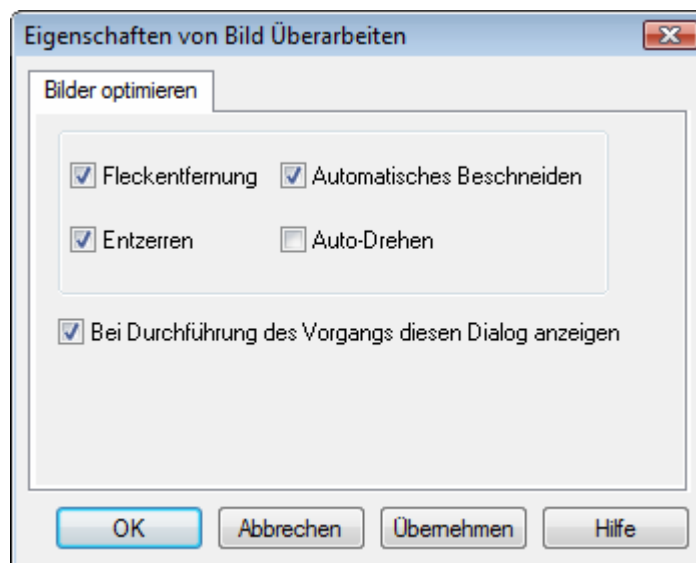 Eigenschaften von Bild Überarbeiten
Bilder optimieren
Fleckentfernung Automatisches Beschneiden
Entzerren Auto-Drehen
Bei Durchführung des Vorgangs diesen Dialog anzeigen
OK Abbrechen Übernehmen Hilfe